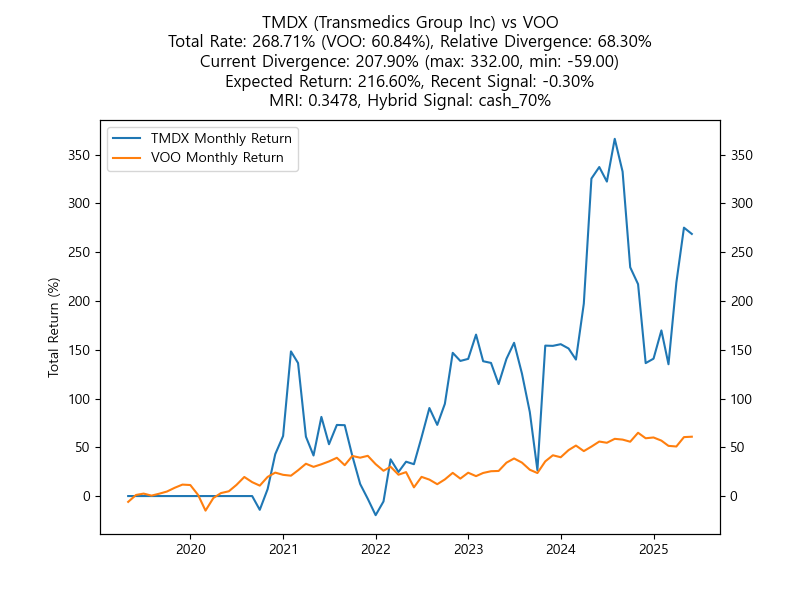 TMDX (Transmedics Group Inc) vs VOO
Total Rate: 268.71% (VOO: 60.84%), Relative Divergence: 68.30%
Current Divergence: 207.90% (max: 332.00, min: -59.00)
Expected Return: 216.60%, Recent Signal: -0.30%
MRI: 0.3478, Hybrid Signal: cash_70%
TMDX Monthly Return
VOO Monthly Return
Total Return (%)
350
300
250
200
150
100
50
0
350
300
250
200
150
100
50
0
2020
2021
2022
2023
2024
2025